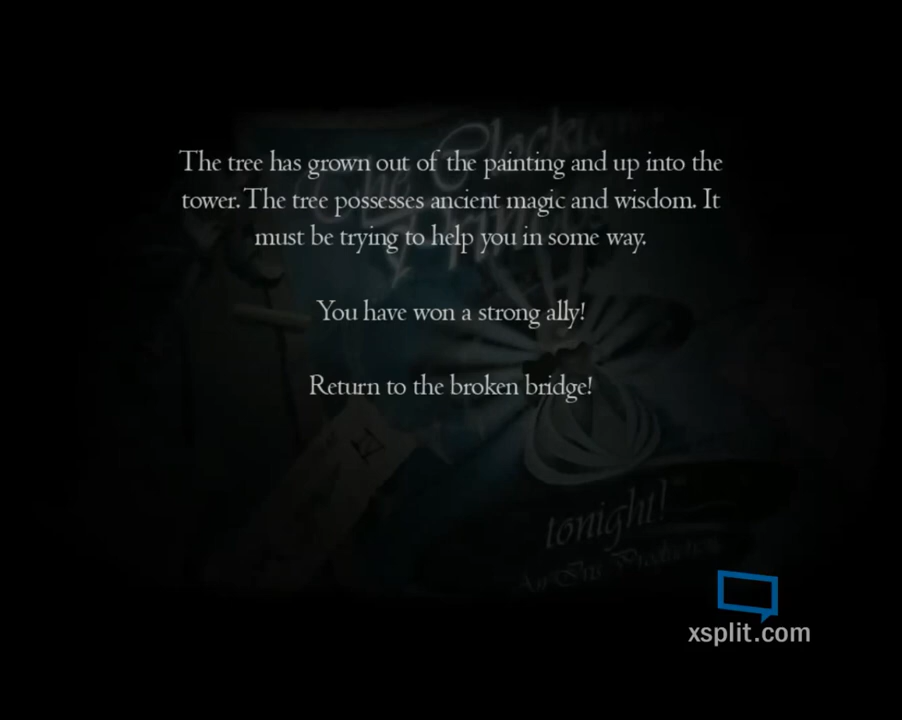 The tree has grown out of the painting and up into the
tower. The tree possesses ancient magic and wisdom. It
must be trying to help you in some way.
You have won a strong ally!
Return to the broken bridge!
tonight!
xsplit.com